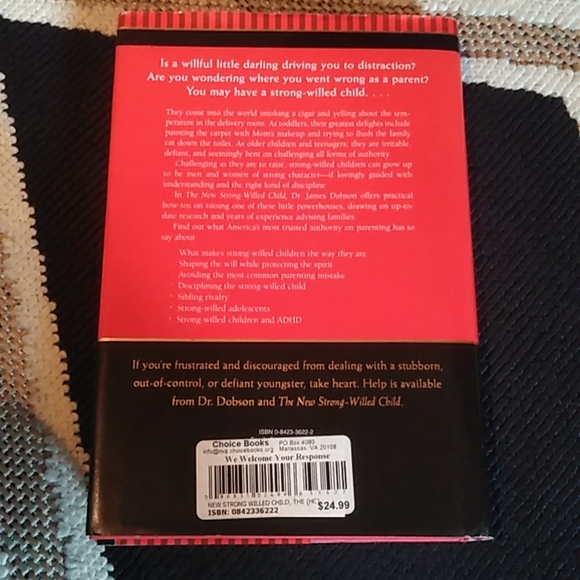 Is a willful little darling driving you to distraction?
Are you wondering where you went wrong as a parent?
You may have a strong-willed child. . . .
They come into the world smoking a cigar and yelling about the tem-
perature in the delivery room. As toddlers, their greatest delights include
painting the carpet with Mom's makeup and trying to flush the family
cat down the toilet. As older children and teenagers, they are irritable,
defiant, and seemingly bent on challenging all forms of authority.
Challenging as they are to raise, strong-willed children can grow up
to be men and women of strong character—if lovingly guided with
understanding and the right kind of discipline.
In The New Strong-Willed Child, Dr. James Dobson offers practical
how-tos on raising one of these little powerhouses, drawing on up-to-
date research and years of experience advising families.
Find out what America's most trusted authority on parenting has to
say about
What makes strong-willed children the way they are
Shaping the will while protecting the spirit
Avoiding the most common parenting mistake
• Disciplining the strong-willed child
• Sibling rivalry
• Strong-willed adolescents
• Strong-willed children and ADHD
If you're frustrated and discouraged from dealing with a stubborn,
out-of-control, or defiant youngster, take heart. Help is available
from Dr. Dobson and The New Strong-Willed Child.
ISBN 0-8423-3622-2
Choice Books PO Box 4080
info@nva.choicebooks.org Manassas, VA 20108
We Welcome Your Response
NEW STRONG WILLED CHILD, THE (HC)
ISBN: 0842336222 $24.99